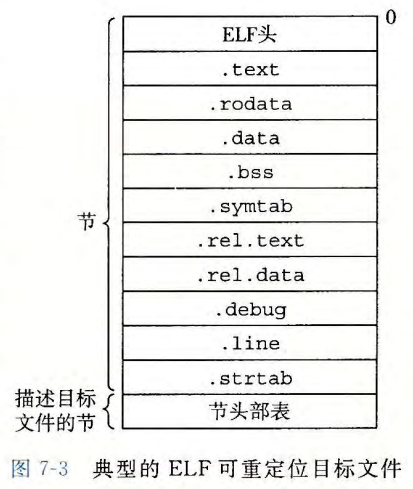 0
ELF头
.text
.rodata
.data
.bss
节
.symtab
.rel.text
.rel.data
.debug
.line
.strtab
描述目标
文件的节
节头部表
图 7-3 典型的 ELF 可重定位目标文件